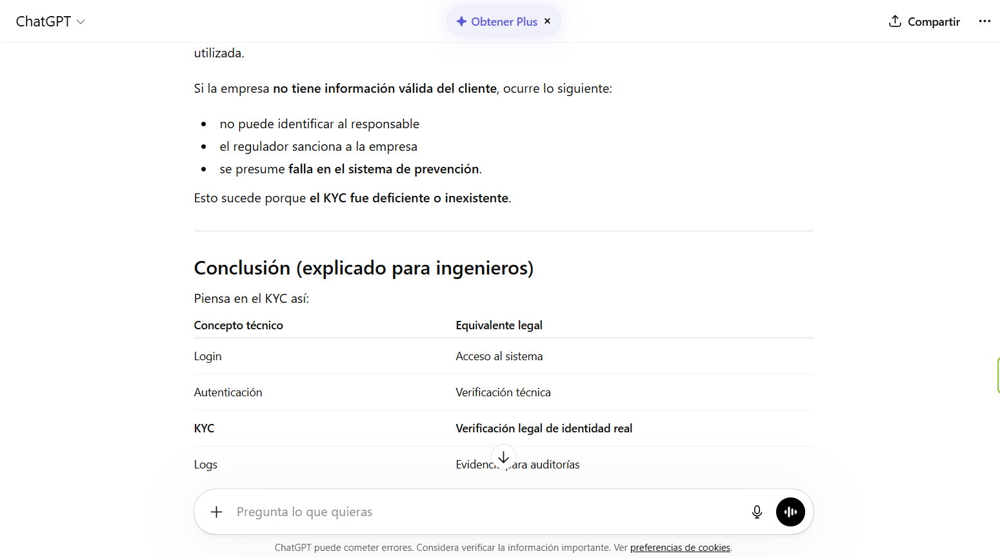 ChatGPT
Obtener Plus
Compartir
utilizada.
Si la empresa no tiene información válida del cliente, ocurre lo siguiente:
no puede identificar al responsable
el regulador sanciona a la empresa
se presume falla en el sistema de prevención.
Esto sucede porque el KYC fue deficiente o inexistente.
Conclusión (explicado para ingenieros)
Piensa en el KYC así:
Concepto técnico Equivalente legal
Login Acceso al sistema
Autenticación Verificación técnica
KYC Verificación legal de identidad real
Logs Evidencia para auditorías
Pregunta lo que quieras
ChatGPT puede cometer errores. Considera verificar la información importante. Ver preferencias de cookies.